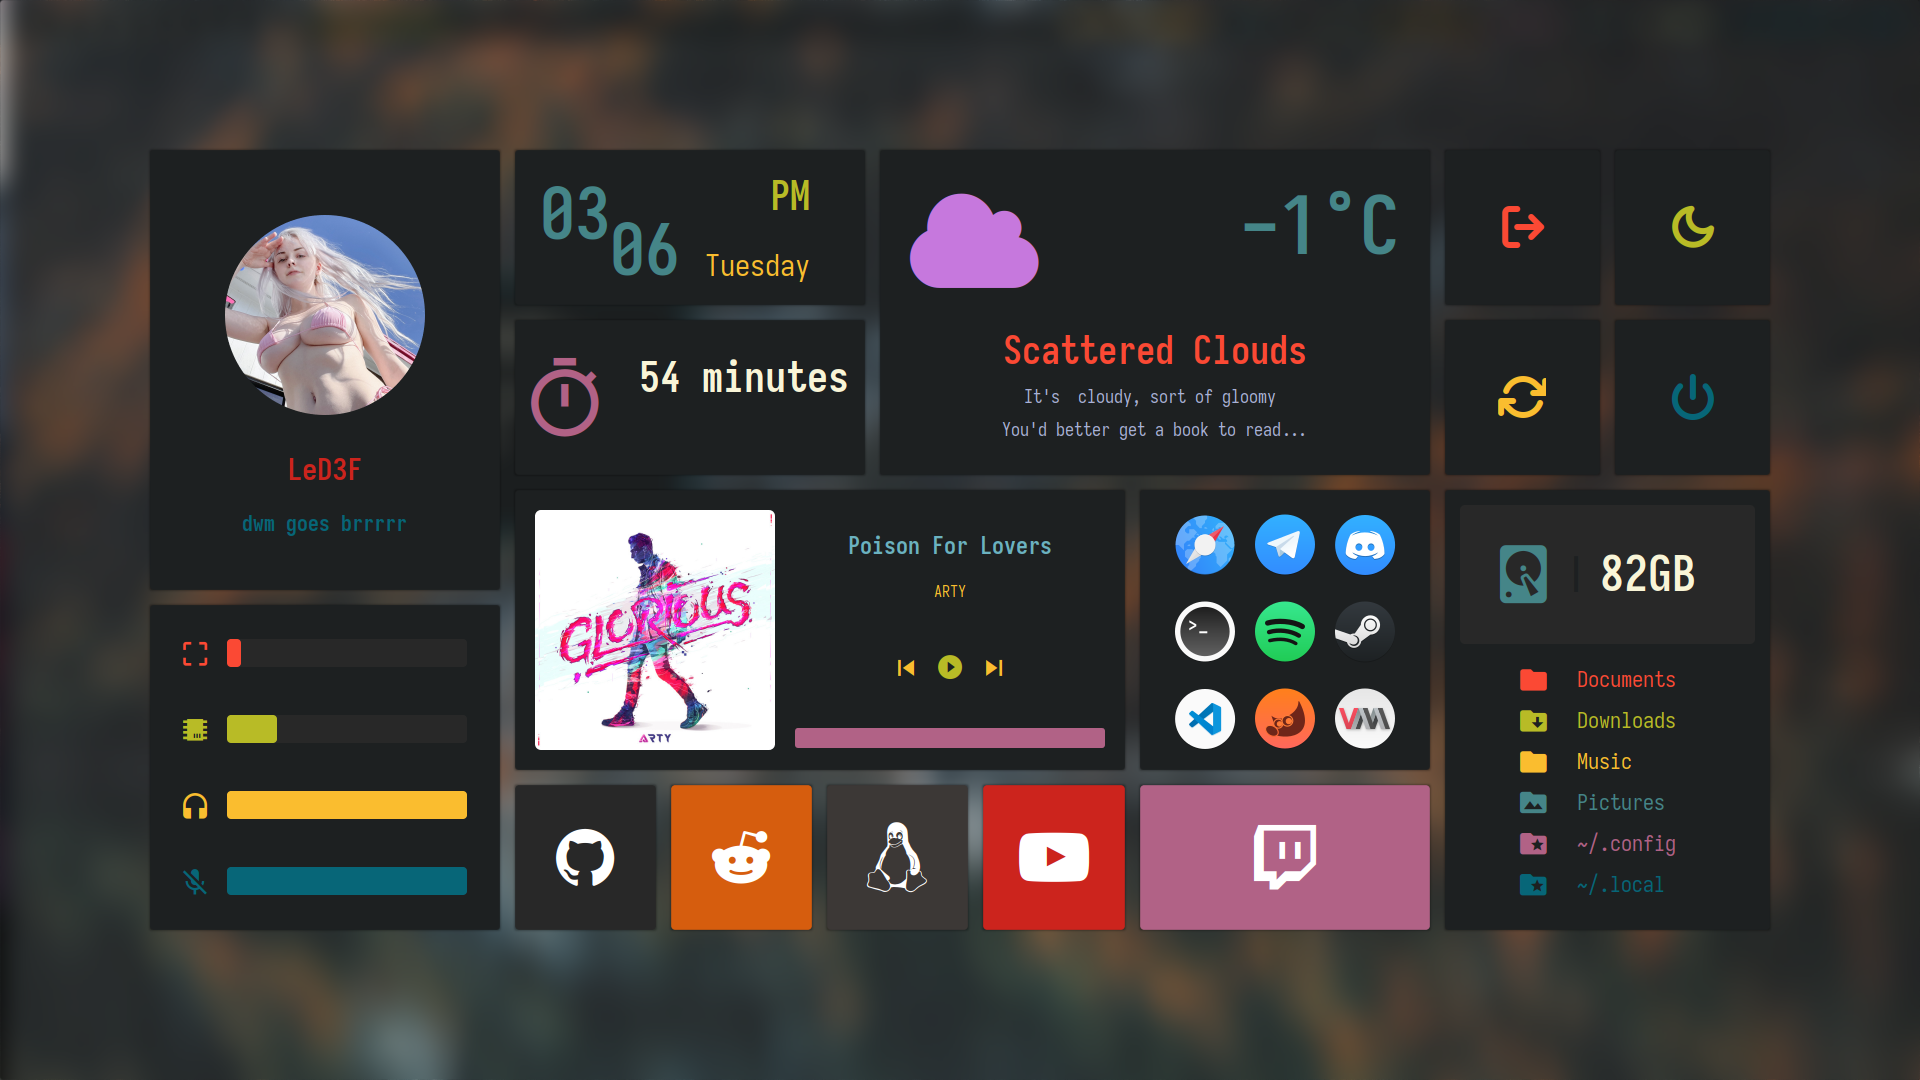 LeD3F
dwm goes brrrrr
03
06
PM
Tuesday
54 minutes
-1°C
Scattered Clouds
It's  cloudy, sort of gloomy
You'd better get a book to read...
GLORIOUS
ARTY
Poison For Lovers
ARTY
>_
VM
82GB
Documents
Downloads
Music
Pictures
~/.config
~/.local